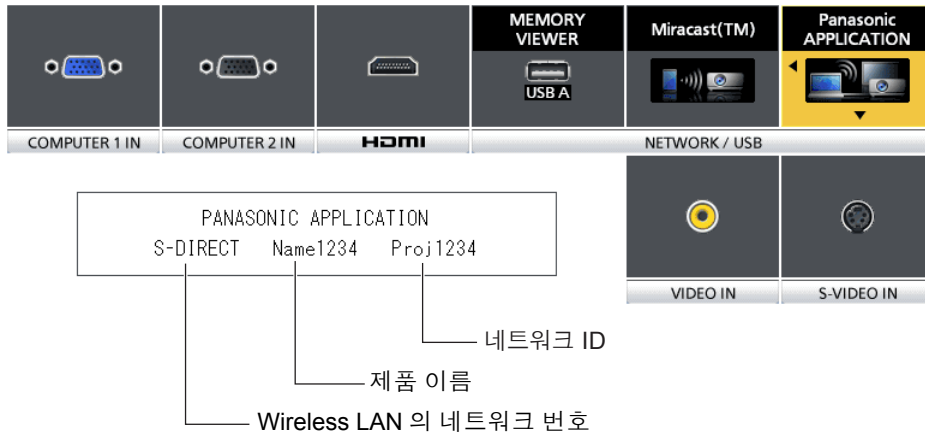 MEMORY VIEWER
Miracast(TM)
Panasonic APPLICATION
USB A
COMPUTER 1 IN
COMPUTER 2 IN
HDMI
NETWORK / USB
VIDEO IN
S-VIDEO IN
PANASONIC APPLICATION
S-DIRECT Name1234 Proj1234
네트워크 ID
제품 이름
Wireless LAN 의 네트워크 번호